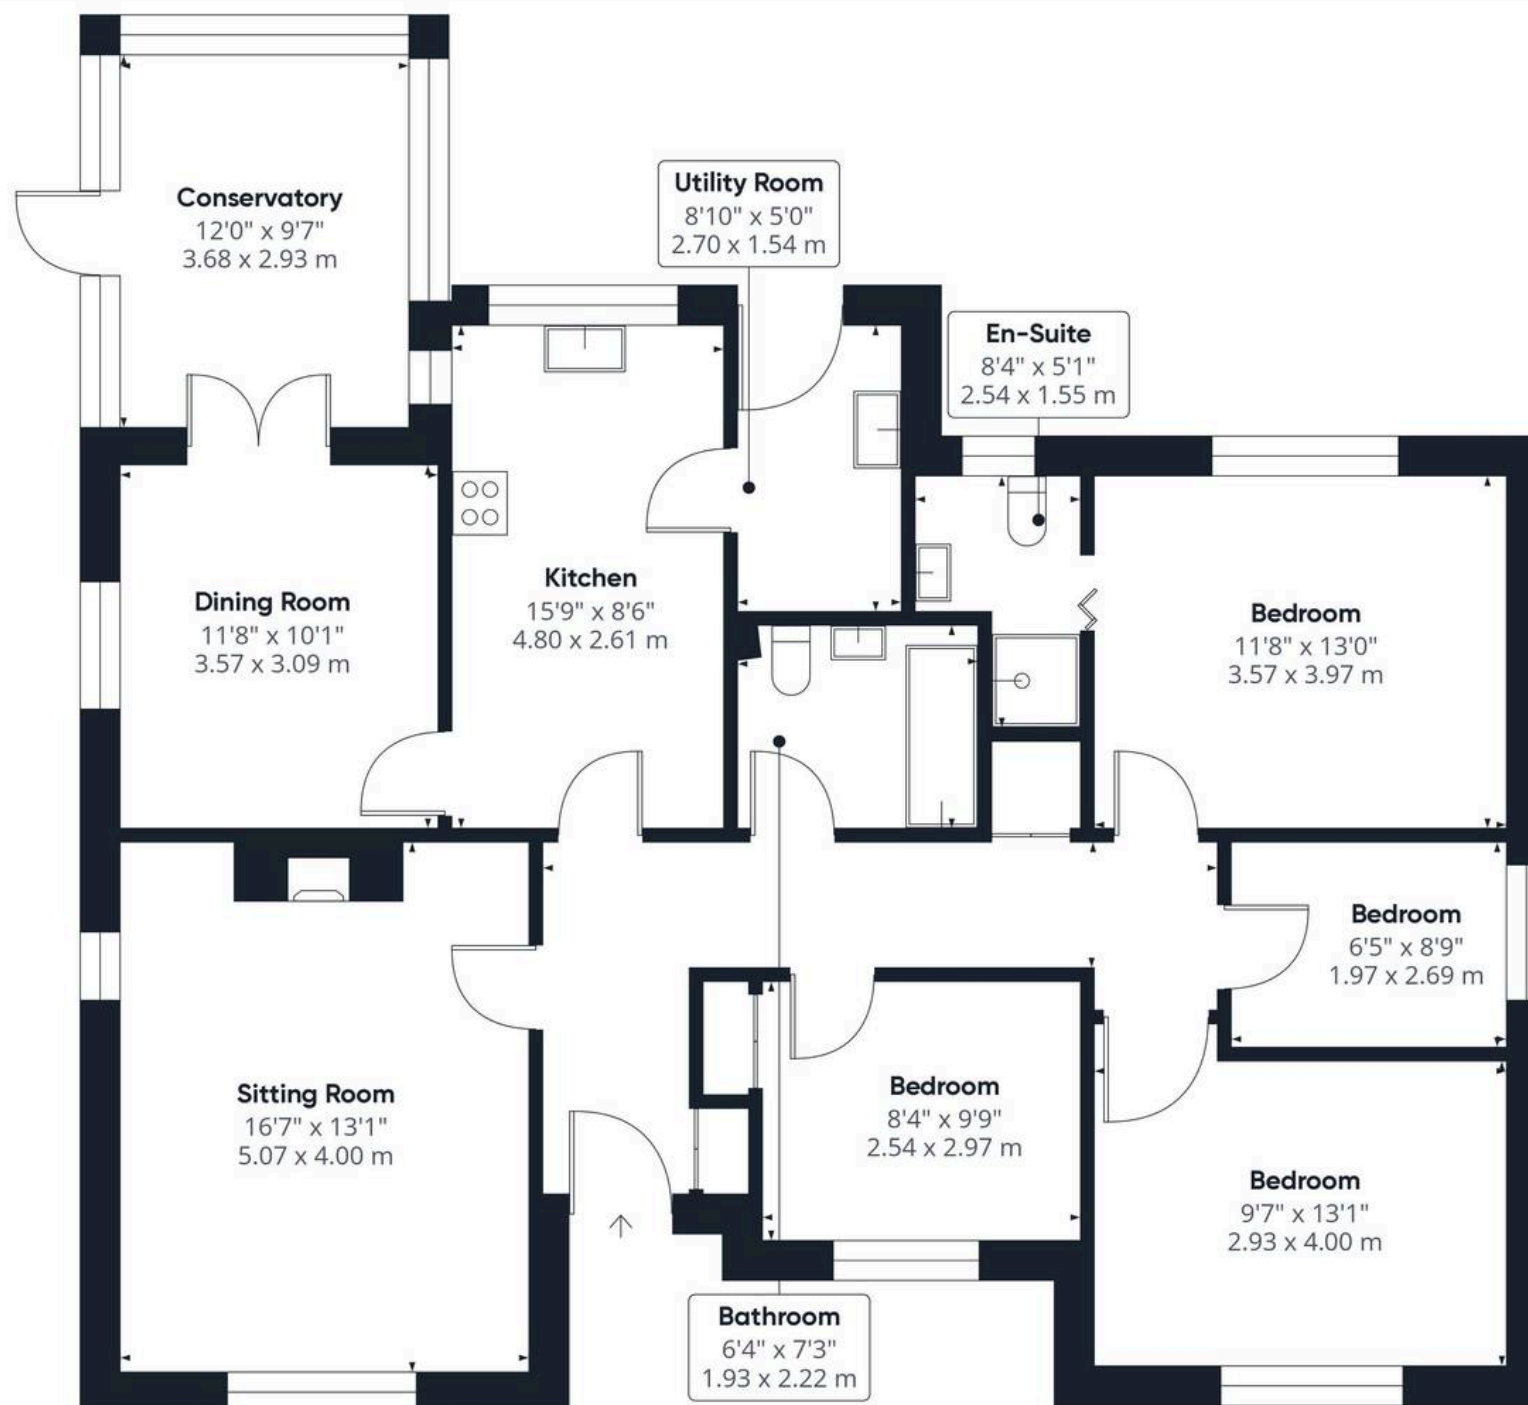 Conservatory
12'0" x 9'7"
3.68 x 2.93 m
Utility Room
8'10" x 5'0"
2.70 x 1.54 m
En-Suite
8'4" x 5'1"
2.54 x 1.55 m
Dining Room
11'8" x 10'1"
3.57 x 3.09 m
Kitchen
15'9" x 8'6"
4.80 x 2.61 m
Bedroom
11'8" x 13'0"
3.57 x 3.97 m
Bedroom
6'5" x 8'9"
1.97 x 2.69 m
Sitting Room
16'7" x 13'1"
5.07 x 4.00 m
Bedroom
8'4" x 9'9"
2.54 x 2.97 m
Bedroom
9'7" x 13'1"
2.93 x 4.00 m
Bathroom
6'4" x 7'3"
1.93 x 2.22 m